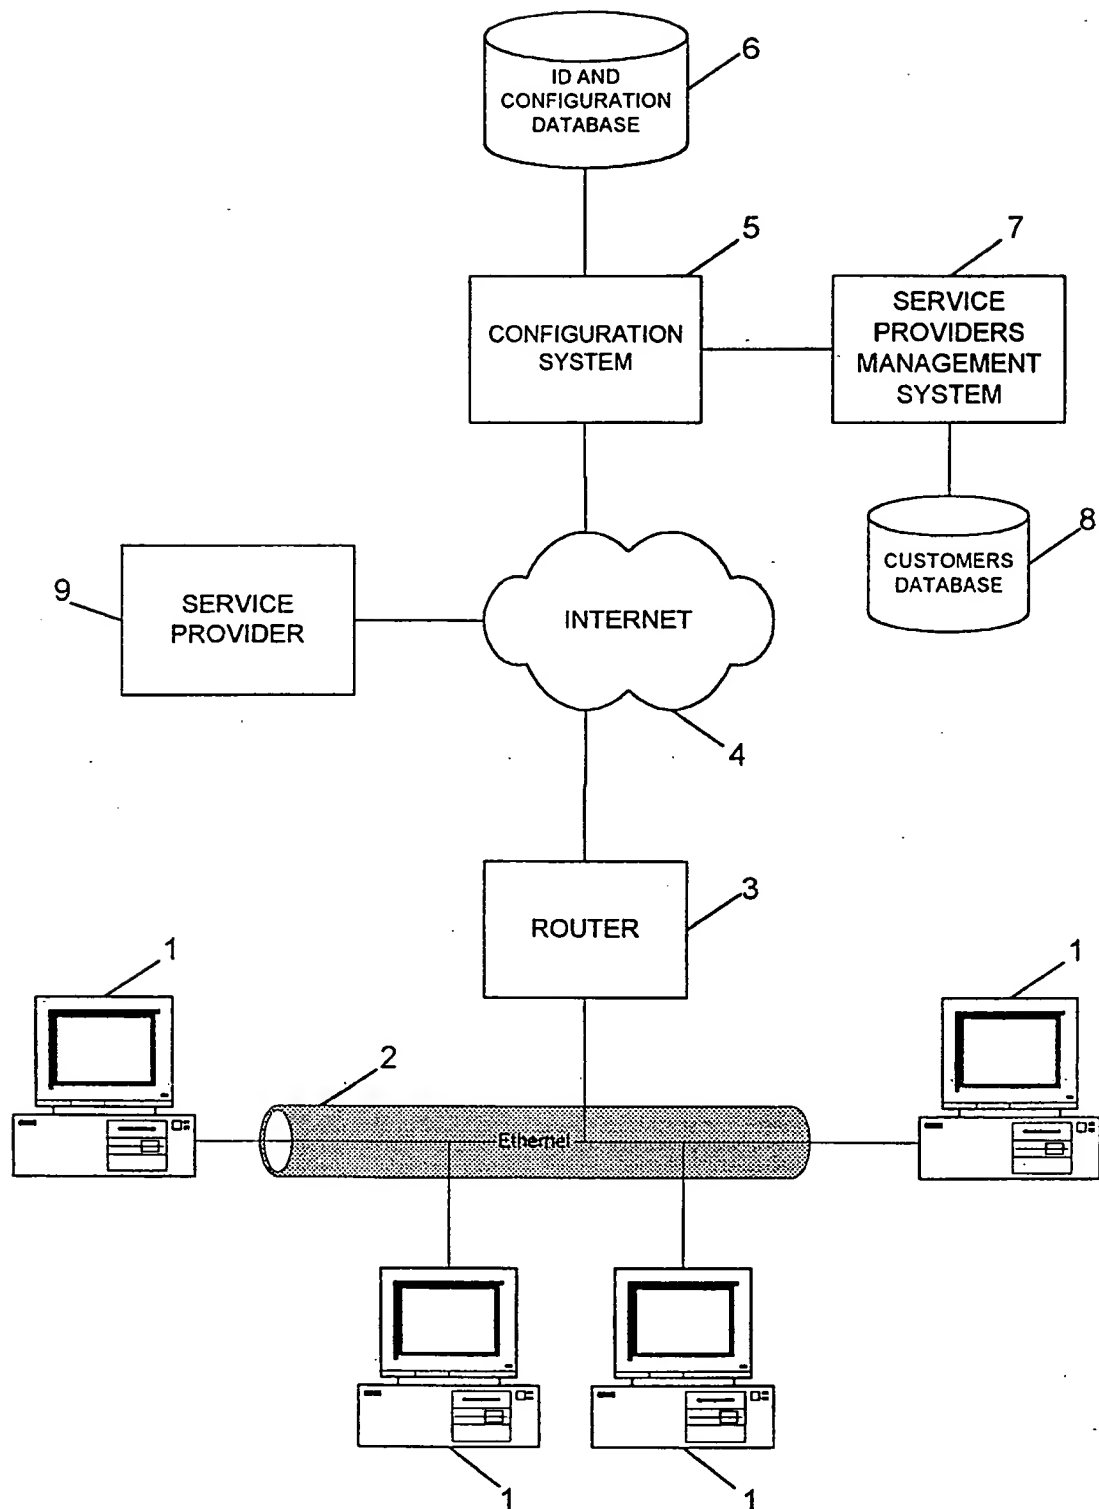 6
ID AND
CONFIGURATION
DATABASE
5
7
CONFIGURATION
SYSTEM
SERVICE
PROVIDERS
MANAGEMENT
SYSTEM
8
CUSTOMERS
DATABASE
9
SERVICE
PROVIDER
INTERNET
4
3
ROUTER
1
1
2
Ethernet
1
1